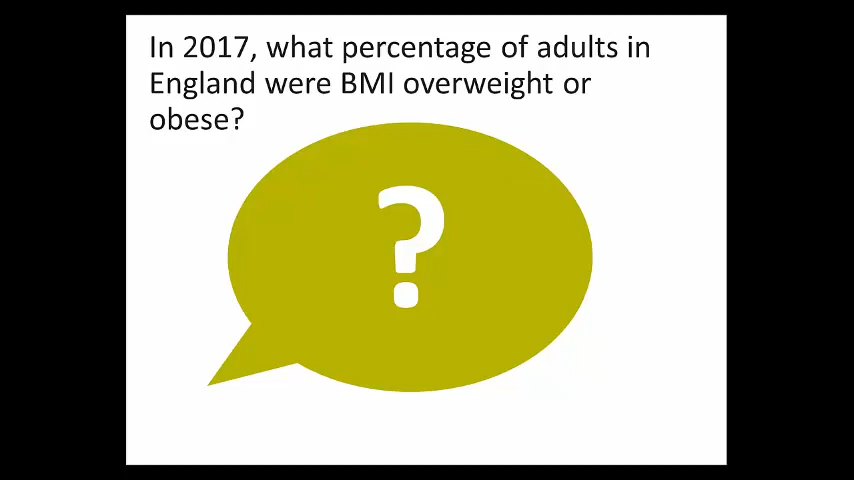 In 2017, what percentage of adults in
England were BMI overweight or
obese?
?